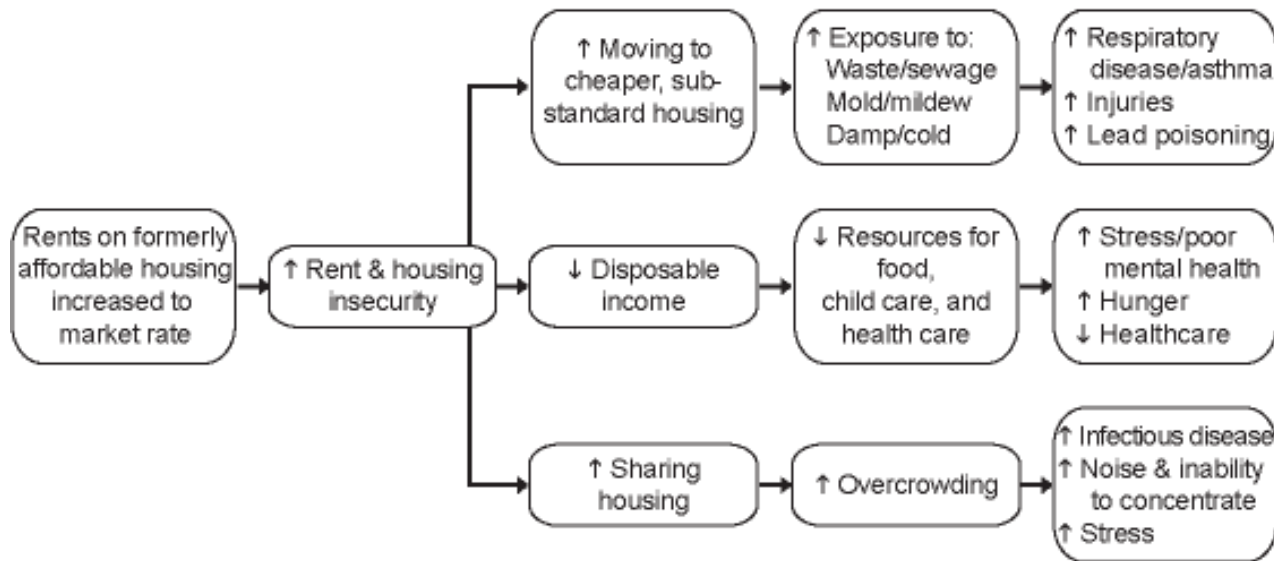 Rents on formerly
affordable housing
increased to
market rate
↑ Rent & housing
insecurity
↑ Moving to
cheaper, sub-
standard housing
↑ Exposure to:
Waste/sewage
Mold/mildew
Damp/cold
↑ Respiratory
disease/asthma
↑ Injuries
↑ Lead poisoning
↓ Disposable
income
↓ Resources for
food,
child care, and
health care
↑ Stress/poor
mental health
↑ Hunger
↓ Healthcare
↑ Sharing
housing
↑ Overcrowding
↑ Infectious disease
↑ Noise & inability
to concentrate
↑ Stress